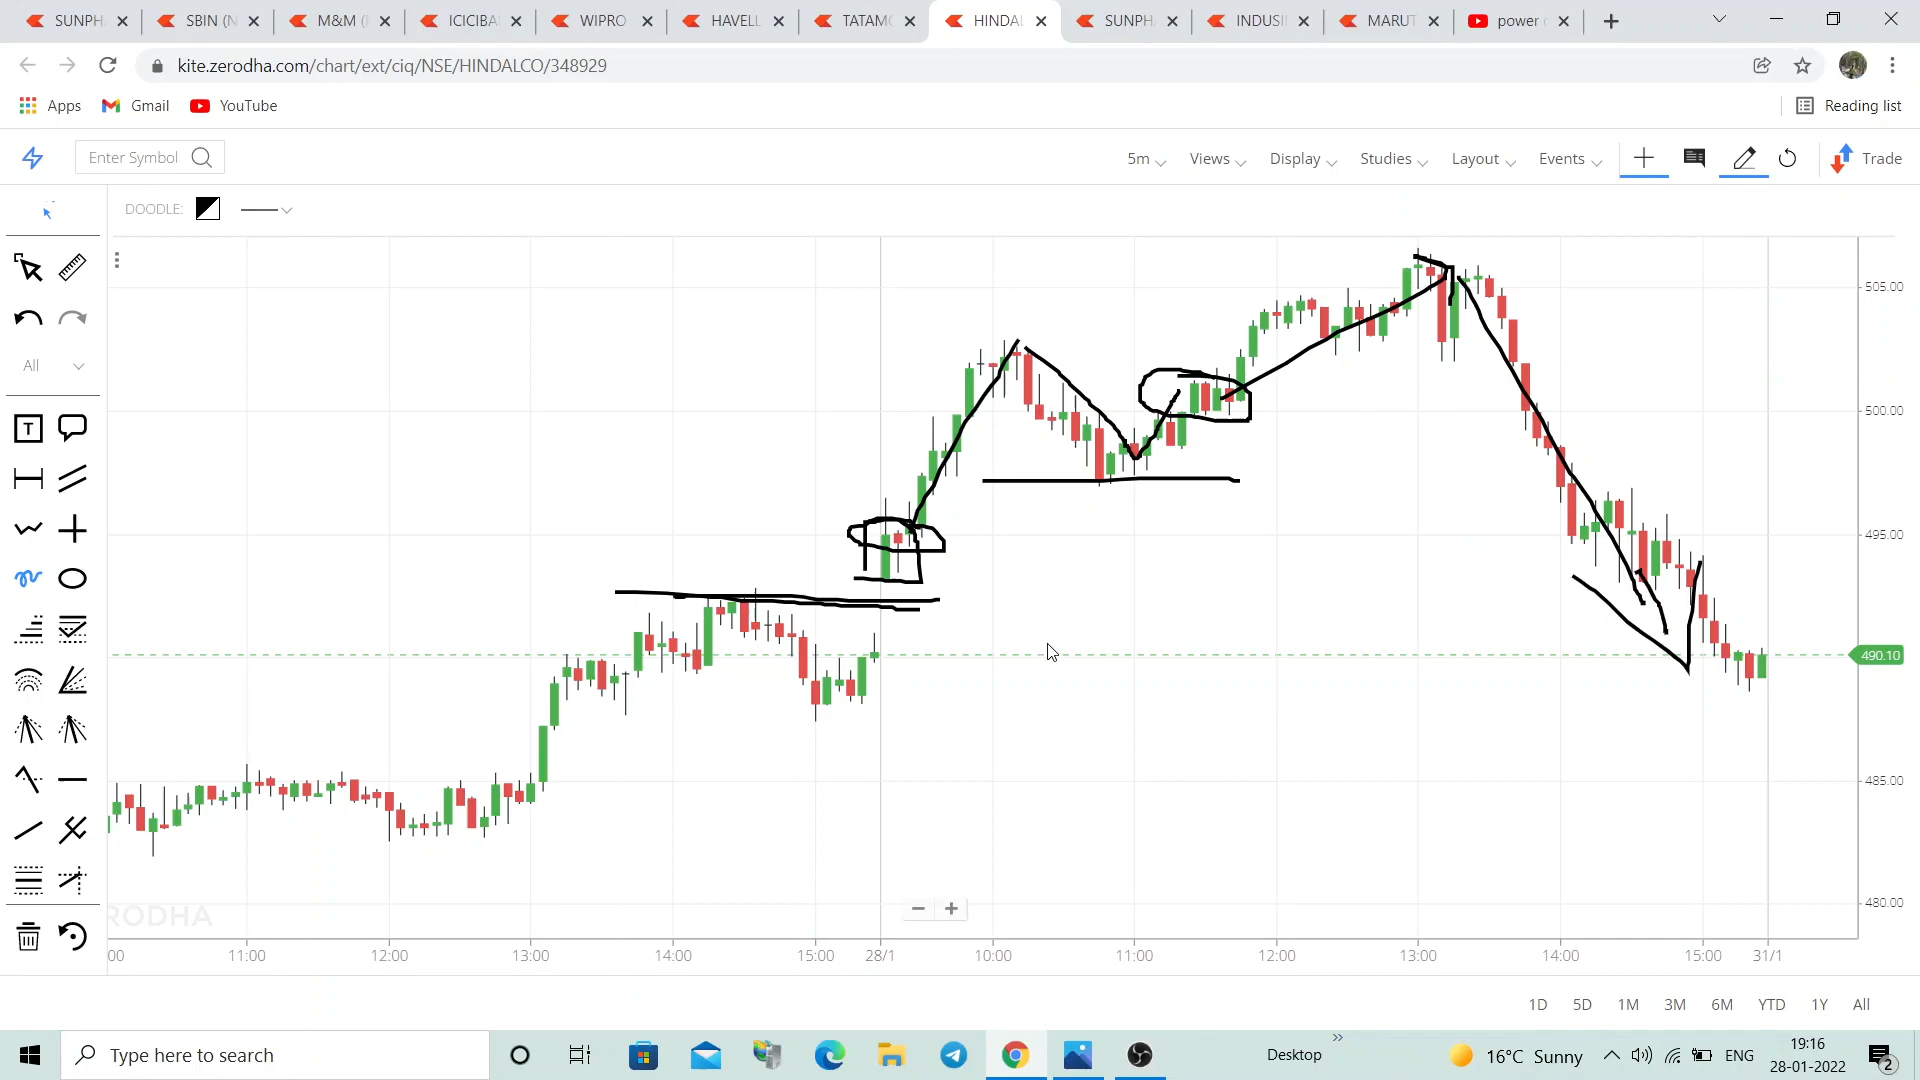 SUNPH
SBIN (N
M&M (
ICICIBA
WIPRO
HAVELL
TATAMO
HINDAL
SUNPH
INDUSI
MARUT
power
kite.zerodha.com/chart/ext/ciq/NSE/HINDALCO/348929
Apps
Gmail
YouTube
Reading list
Enter Symbol
5m
Views
Display
Studies
Layout
Events
Trade
DOODLE:
All
T
505.00
500.00
495.00
490.10
485.00
480.00
RODHA
00
11:00
12:00
13:00
14:00
15:00
28/1
10:00
11:00
12:00
13:00
14:00
15:00
31/1
1D
5D
1M
3M
6M
YTD
1Y
All
Type here to search
Desktop
16°C Sunny
ENG
19:16
28-01-2022
2